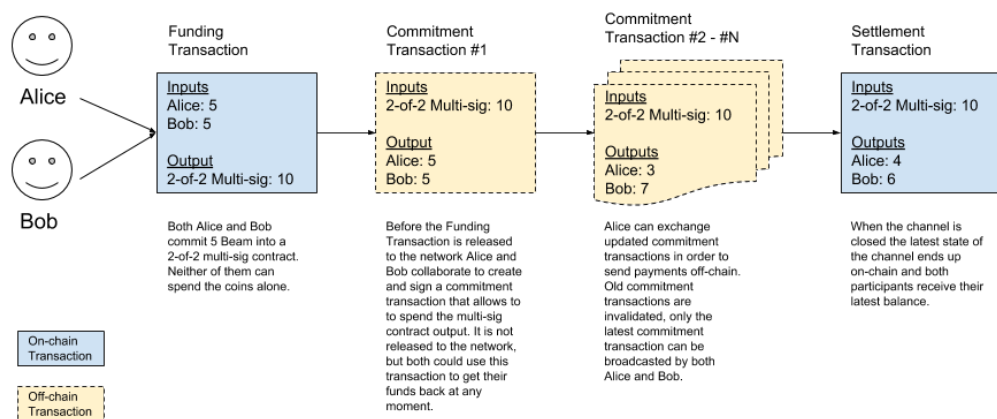 Alice
Bob
Funding
Transaction
Inputs
Alice: 5
Bob: 5
Output
2-of-2 Multi-sig: 10
Both Alice and Bob
commit 5 Beam into a
2-of-2 multi-sig contract.
Neither of them can
spend the coins alone.
Commitment
Transaction #1
Inputs
2-of-2 Multi-sig: 10
Output
Alice: 5
Bob: 5
Before the Funding
Transaction is released
to the network Alice and
Bob collaborate to create
and sign a commitment
transaction that allows to
to spend the multi-sig
contract output. It is not
released to the network,
but both could use this
transaction to get their
funds back at any
moment.
Commitment
Transaction #2 - #N
Inputs
2-of-2 Multi-sig: 10
Outputs
Alice: 3
Bob: 7
Alice can exchange
updated commitment
transactions in order to
send payments off-chain.
Old commitment
transactions are
invalidated, only the
latest commitment
transaction can be
broadcasted by both
Alice and Bob.
Settlement
Transaction
Inputs
2-of-2 Multi-sig: 10
Outputs
Alice: 4
Bob: 6
When the channel is
closed the latest state of
the channel ends up
on-chain and both
participants receive their
latest balance.
On-chain
Transaction
Off-chain
Transaction